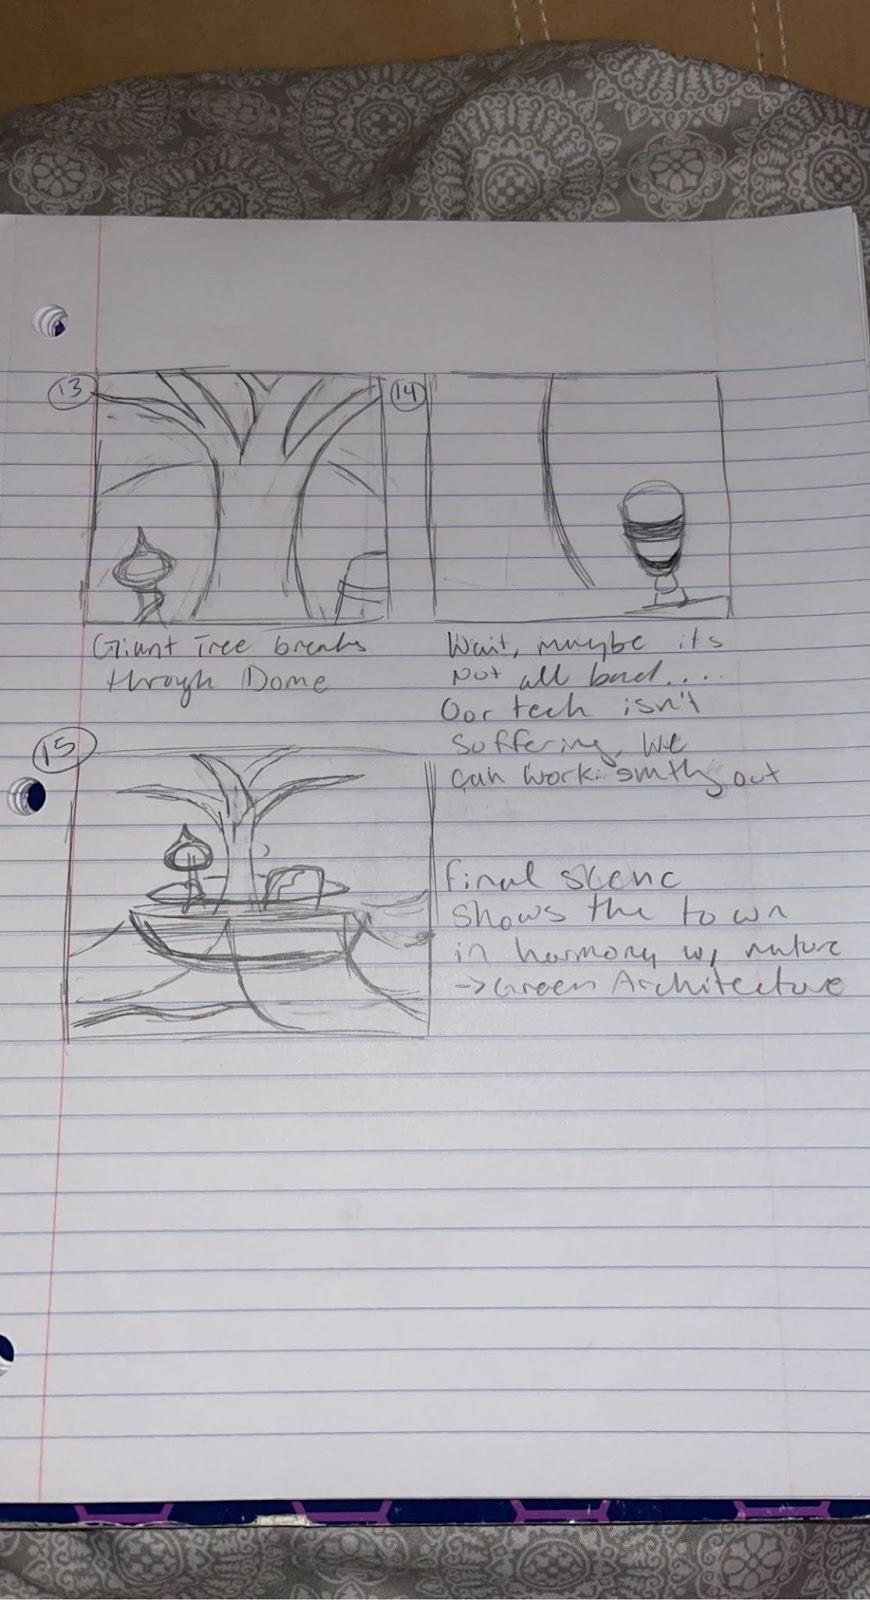 13
14
Giant Tree breaks
through Dome
Wait, maybe its
not all bad....
Our tech isn't
suffering, we
can work smth out
15
Final scene
shows the town
in harmony w/ nature
->Green Architecture